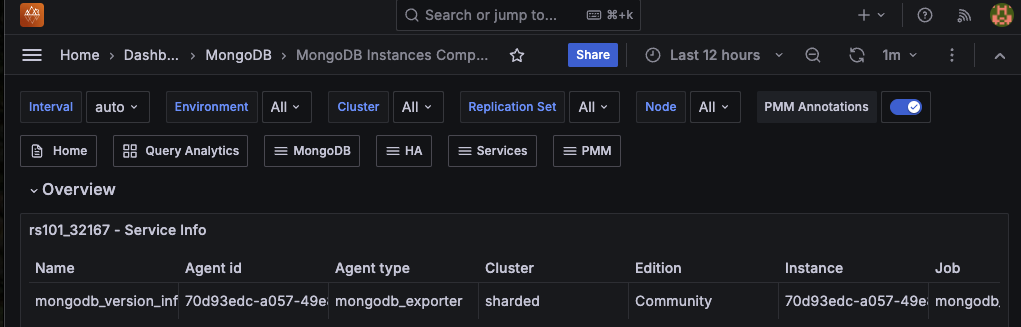 Search or jump to... ⌘+k
Home › Dashb... › MongoDB › MongoDB Instances Comp... Share Last 12 hours 1m
Interval auto Environment All Cluster All Replication Set All Node All PMM Annotations
Home Query Analytics MongoDB HA Services PMM
Overview
rs101_32167 - Service Info
Name Agent id Agent type Cluster Edition Instance Job
mongodb_version_inf 70d93edc-a057-49e mongodb_exporter sharded Community 70d93edc-a057-49e mongodb_